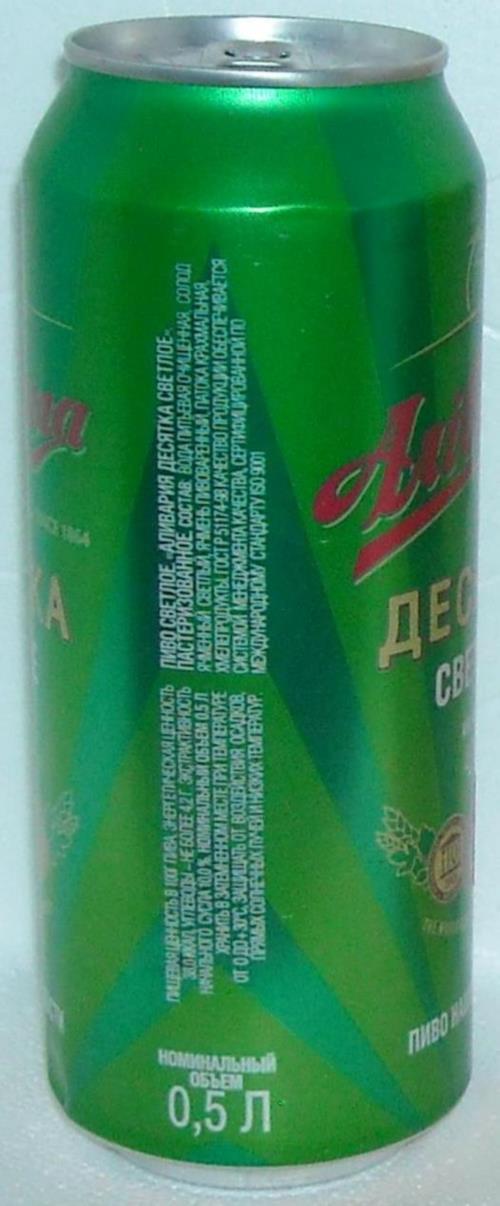 ПИВО СВЕТЛОЕ «АЛИВАРИЯ ДЕСЯТКА СВЕТЛОЕ»
ПАСТЕРИЗОВАННОЕ. СОСТАВ: ВОДА ПИТЬЕВАЯ ОЧИЩЕННАЯ, СОЛОД
ЯЧМЕННЫЙ СВЕТЛЫЙ, ЯЧМЕНЬ ПИВОВАРЕННЫЙ, ПАТОКА КРАХМАЛЬНАЯ,
ХМЕЛЕПРОДУКТЫ. ГОСТ Р 51174-98 КАЧЕСТВО ПРОДУКЦИИ ОБЕСПЕЧИВАЕТСЯ
СИСТЕМОЙ МЕНЕДЖМЕНТА КАЧЕСТВА, СЕРТИФИЦИРОВАННОЙ ПО
МЕЖДУНАРОДНОМУ СТАНДАРТУ ISO 9001
ПИЩЕВАЯ ЦЕННОСТЬ В 100Г ПИВА: ЭНЕРГЕТИЧЕСКАЯ ЦЕННОСТЬ
ККАЛ, УГЛЕВОДЫ - НЕ БОЛЕЕ 4,2 Г. ЭКСТРАКТИВНОСТЬ
НАЧАЛЬНОГО СУСЛА 10,0 %. НОМИНАЛЬНЫЙ ОБЪЕМ 0,5 Л
ХРАНИТЬ В ЗАТЕМНЕННОМ МЕСТЕ ПРИ ТЕМПЕРАТУРЕ
ОТ 0 ДО + 30°С. ЗАЩИЩАТЬ ОТ ВОЗДЕЙСТВИЯ ОСАДКОВ,
ПРЯМЫХ СОЛНЕЧНЫХ ЛУЧЕЙ И НИЗКИХ ТЕМПЕРАТУР.
НОМИНАЛЬНЫЙ
ОБЪЕМ
0,5 Л
SINCE 1864
КА
Алів
ДЕС
СВЕ
ПИВО НА